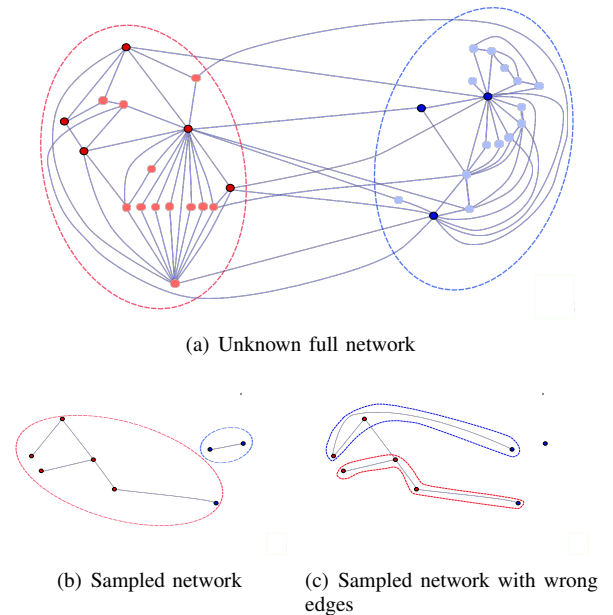 (a) Unknown full network
(b) Sampled network
(c) Sampled network with wrong
edges